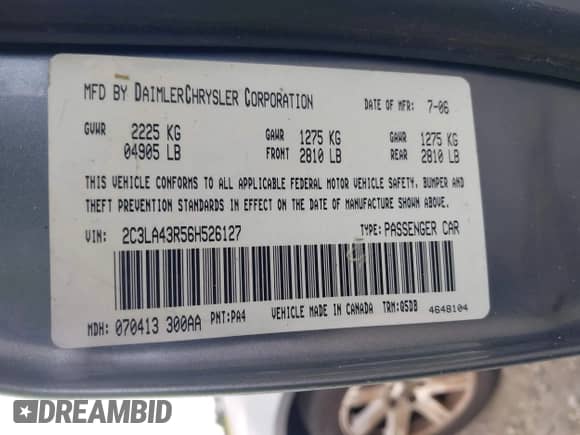 MFD BY DAIMLERCHRYSLER CORPORATION DATE OF MFR: 7-06
GVWR 2225 KG GAWR 1275 KG GAWR 1275 KG
04905 LB FRONT 2810 LB REAR 2810 LB
THIS VEHICLE CONFORMS TO ALL APPLICABLE FEDERAL MOTOR VEHICLE SAFETY, BUMPER AND
THEFT PREVENTION STANDARDS IN EFFECT ON THE DATE OF MANUFACTURE SHOWN ABOVE.
VIN: 2C3LA43R56H526127 TYPE: PASSENGER CAR
MDH: 070413 300AA PNT: PA4 VEHICLE MADE IN CANADA TRM: Q5DB 4648104
DREAMBID